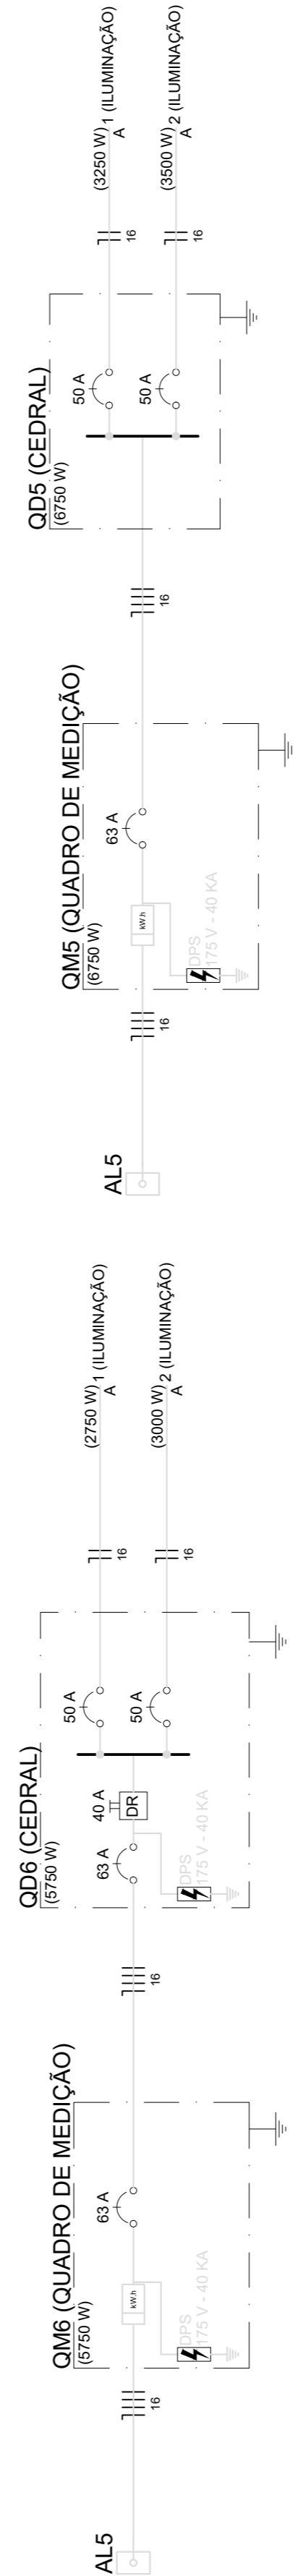 (3250 W) 1 (ILUMINAÇÃO)
A
16
(3500 W) 2 (ILUMINAÇÃO)
A
16
50 A
50 A
QD5 (CEDRAL)
(6750 W)
16
QM5 (QUADRO DE MEDIÇÃO)
(6750 W)
63 A
kW.h
DPS
175 V - 40 KA
16
AL5
(2750 W) 1 (ILUMINAÇÃO)
A
16
(3000 W) 2 (ILUMINAÇÃO)
A
16
50 A
50 A
QD6 (CEDRAL)
(5750 W)
40 A
DR
63 A
DPS
175 V - 40 KA
16
QM6 (QUADRO DE MEDIÇÃO)
(5750 W)
63 A
kW.h
DPS
175 V - 40 KA
16
AL5